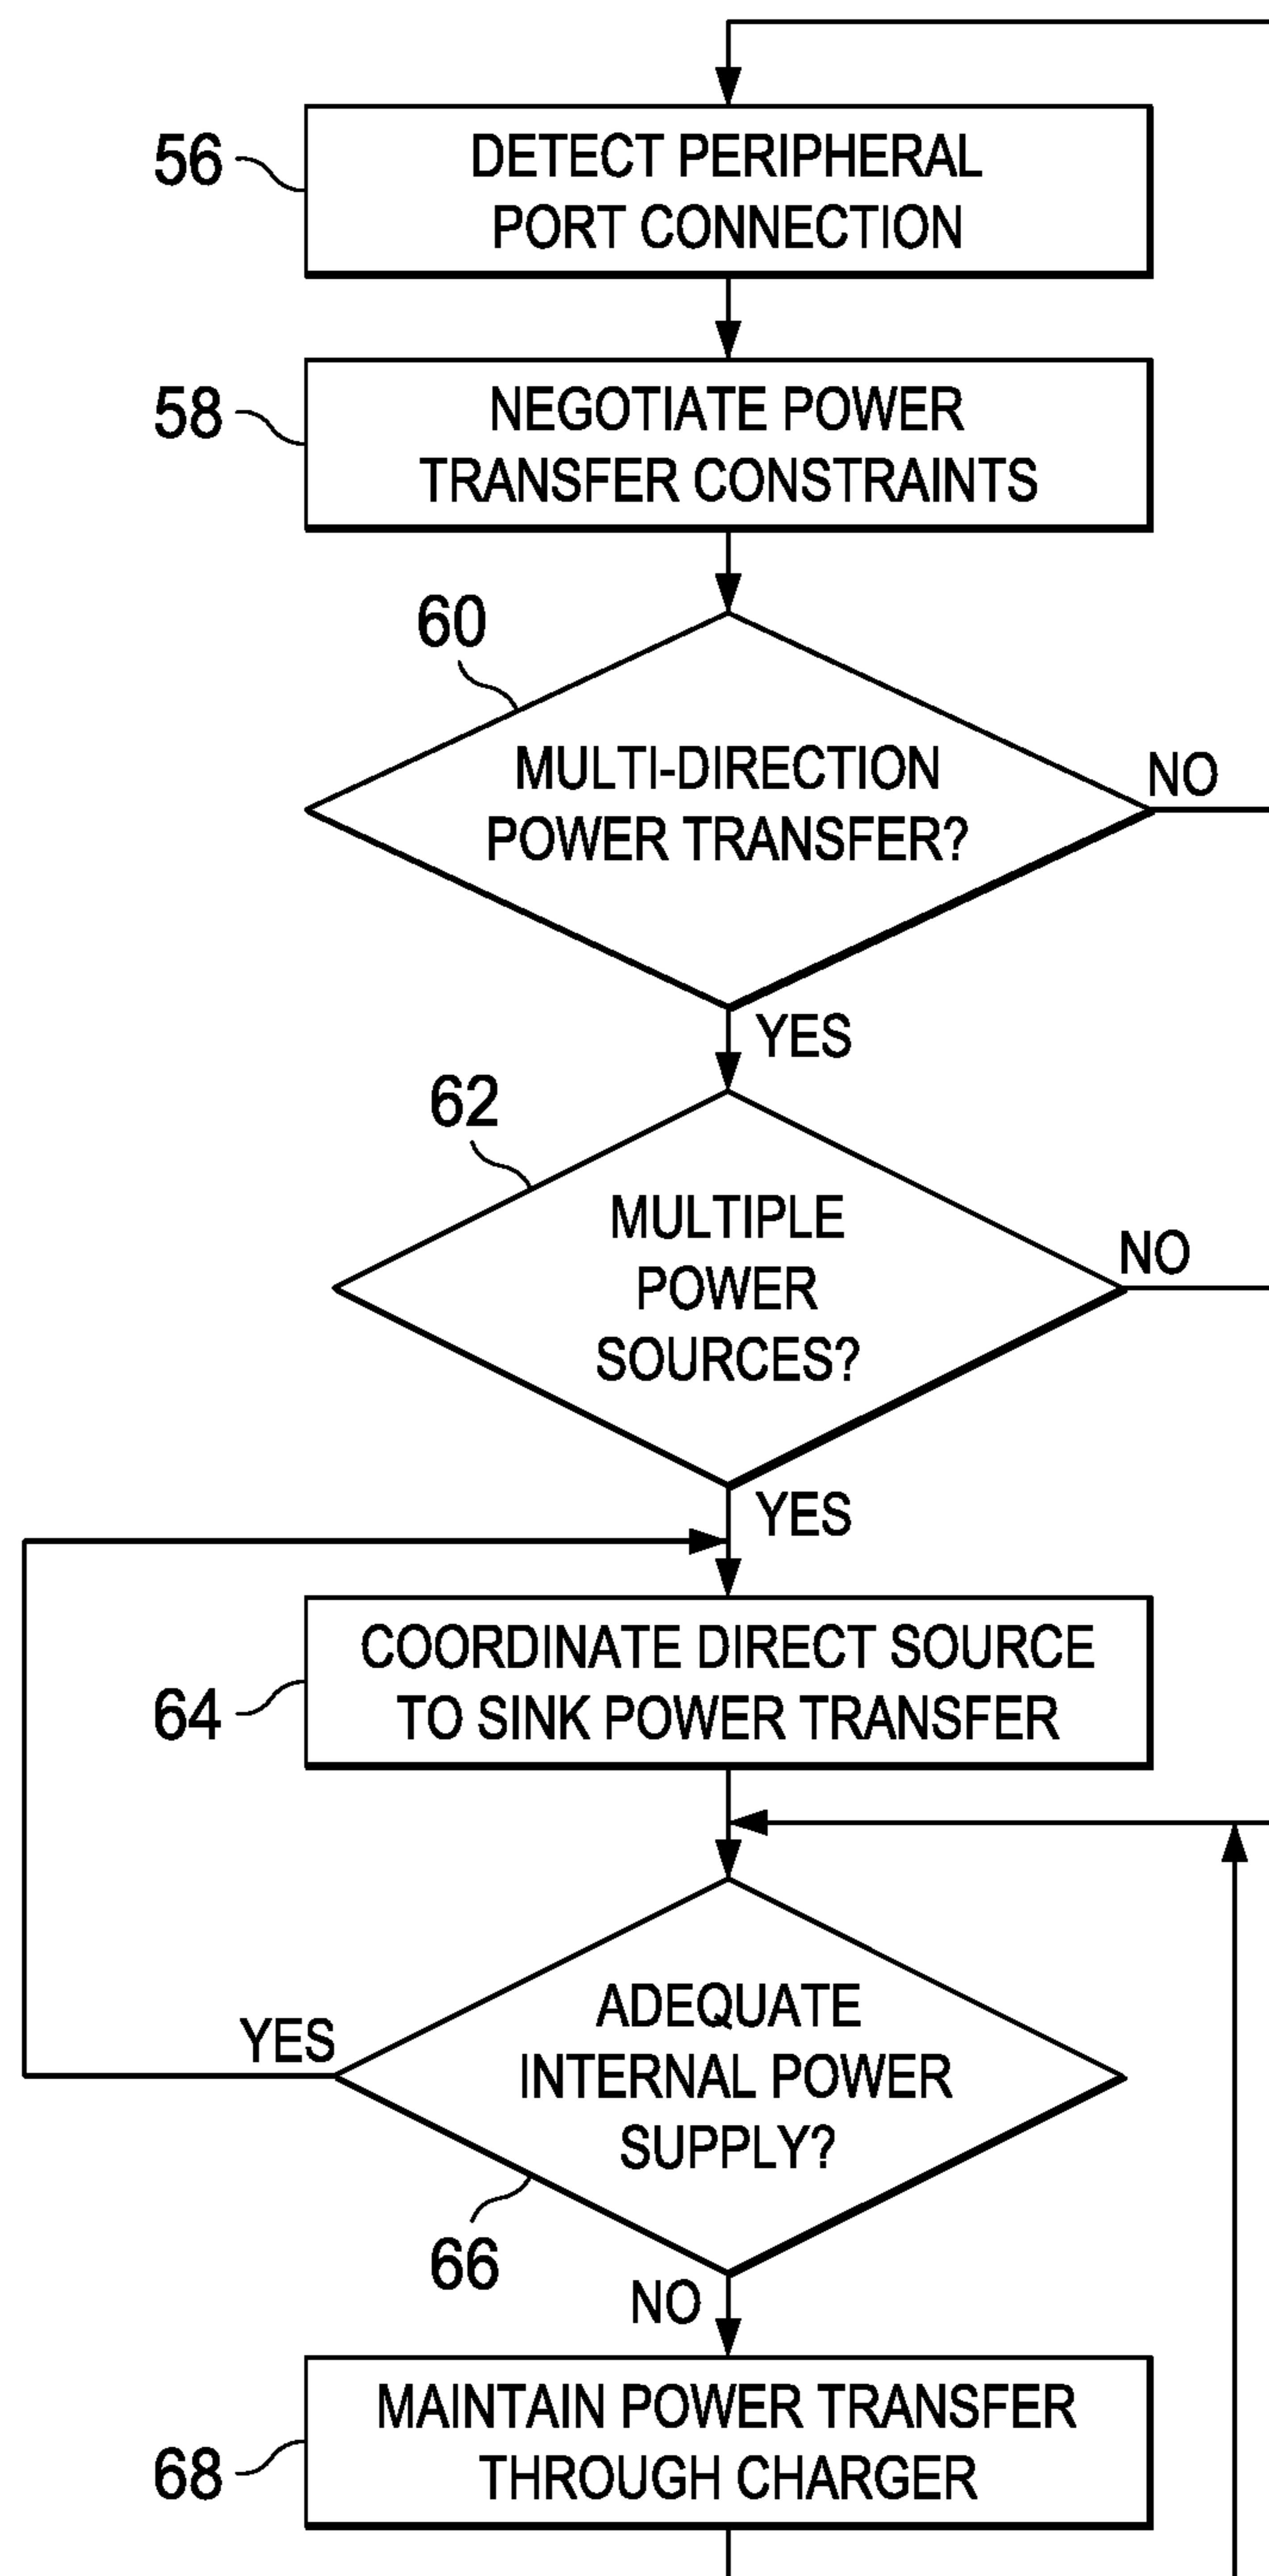 56
DETECT PERIPHERAL
PORT CONNECTION
58
NEGOTIATE POWER
TRANSFER CONSTRAINTS
60
MULTI-DIRECTION
POWER TRANSFER?
NO
YES
62
MULTIPLE
POWER
SOURCES?
NO
YES
COORDINATE DIRECT SOURCE
TO SINK POWER TRANSFER
64
ADEQUATE
INTERNAL POWER
SUPPLY?
YES
66
NO
MAINTAIN POWER TRANSFER
THROUGH CHARGER
68